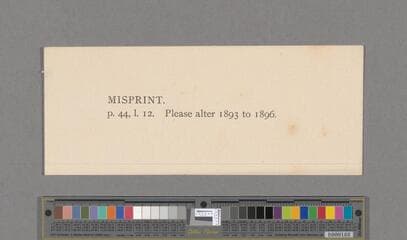 MISPRINT.
p. 44, l. 12. Please alter 1893 to 1896.